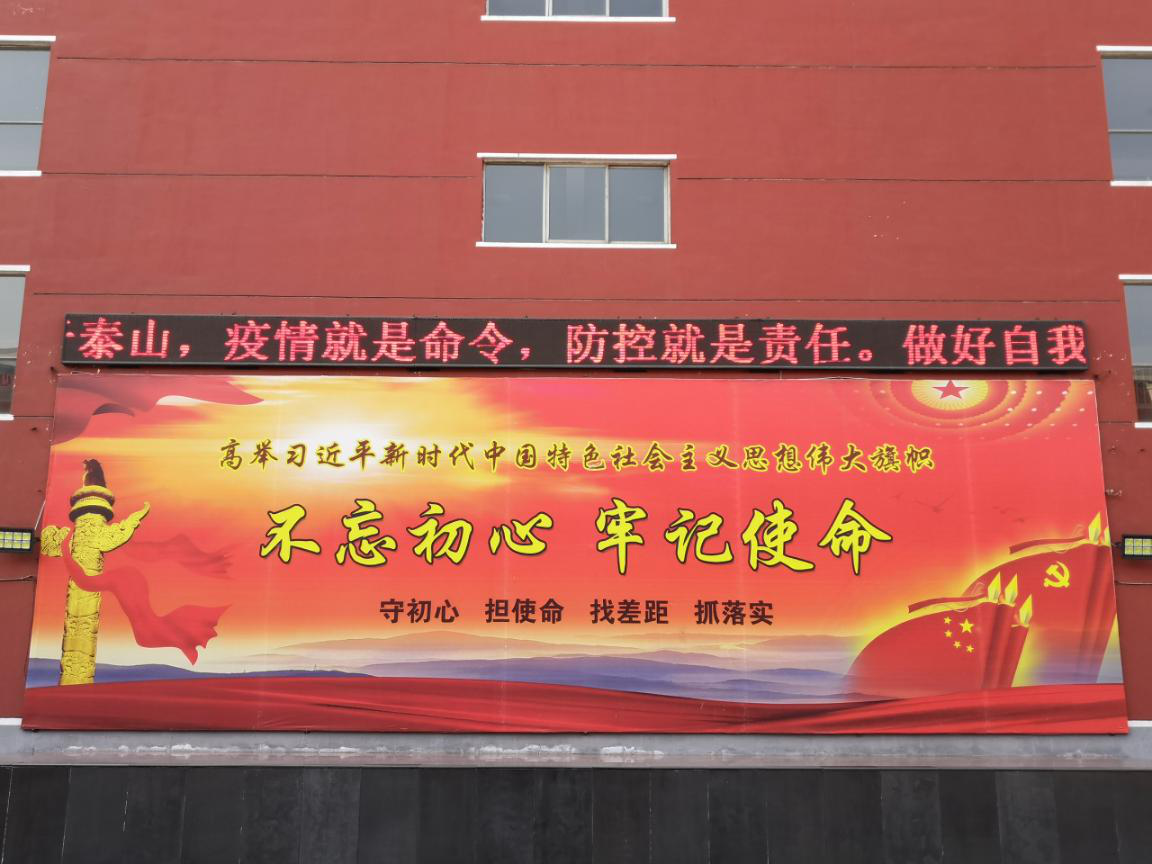 泰山，疫情就是命令，防控就是责任。做好自我
高举习近平新时代中国特色社会主义思想伟大旗帜
不忘初心 牢记使命
守初心 担使命 找差距 抓落实